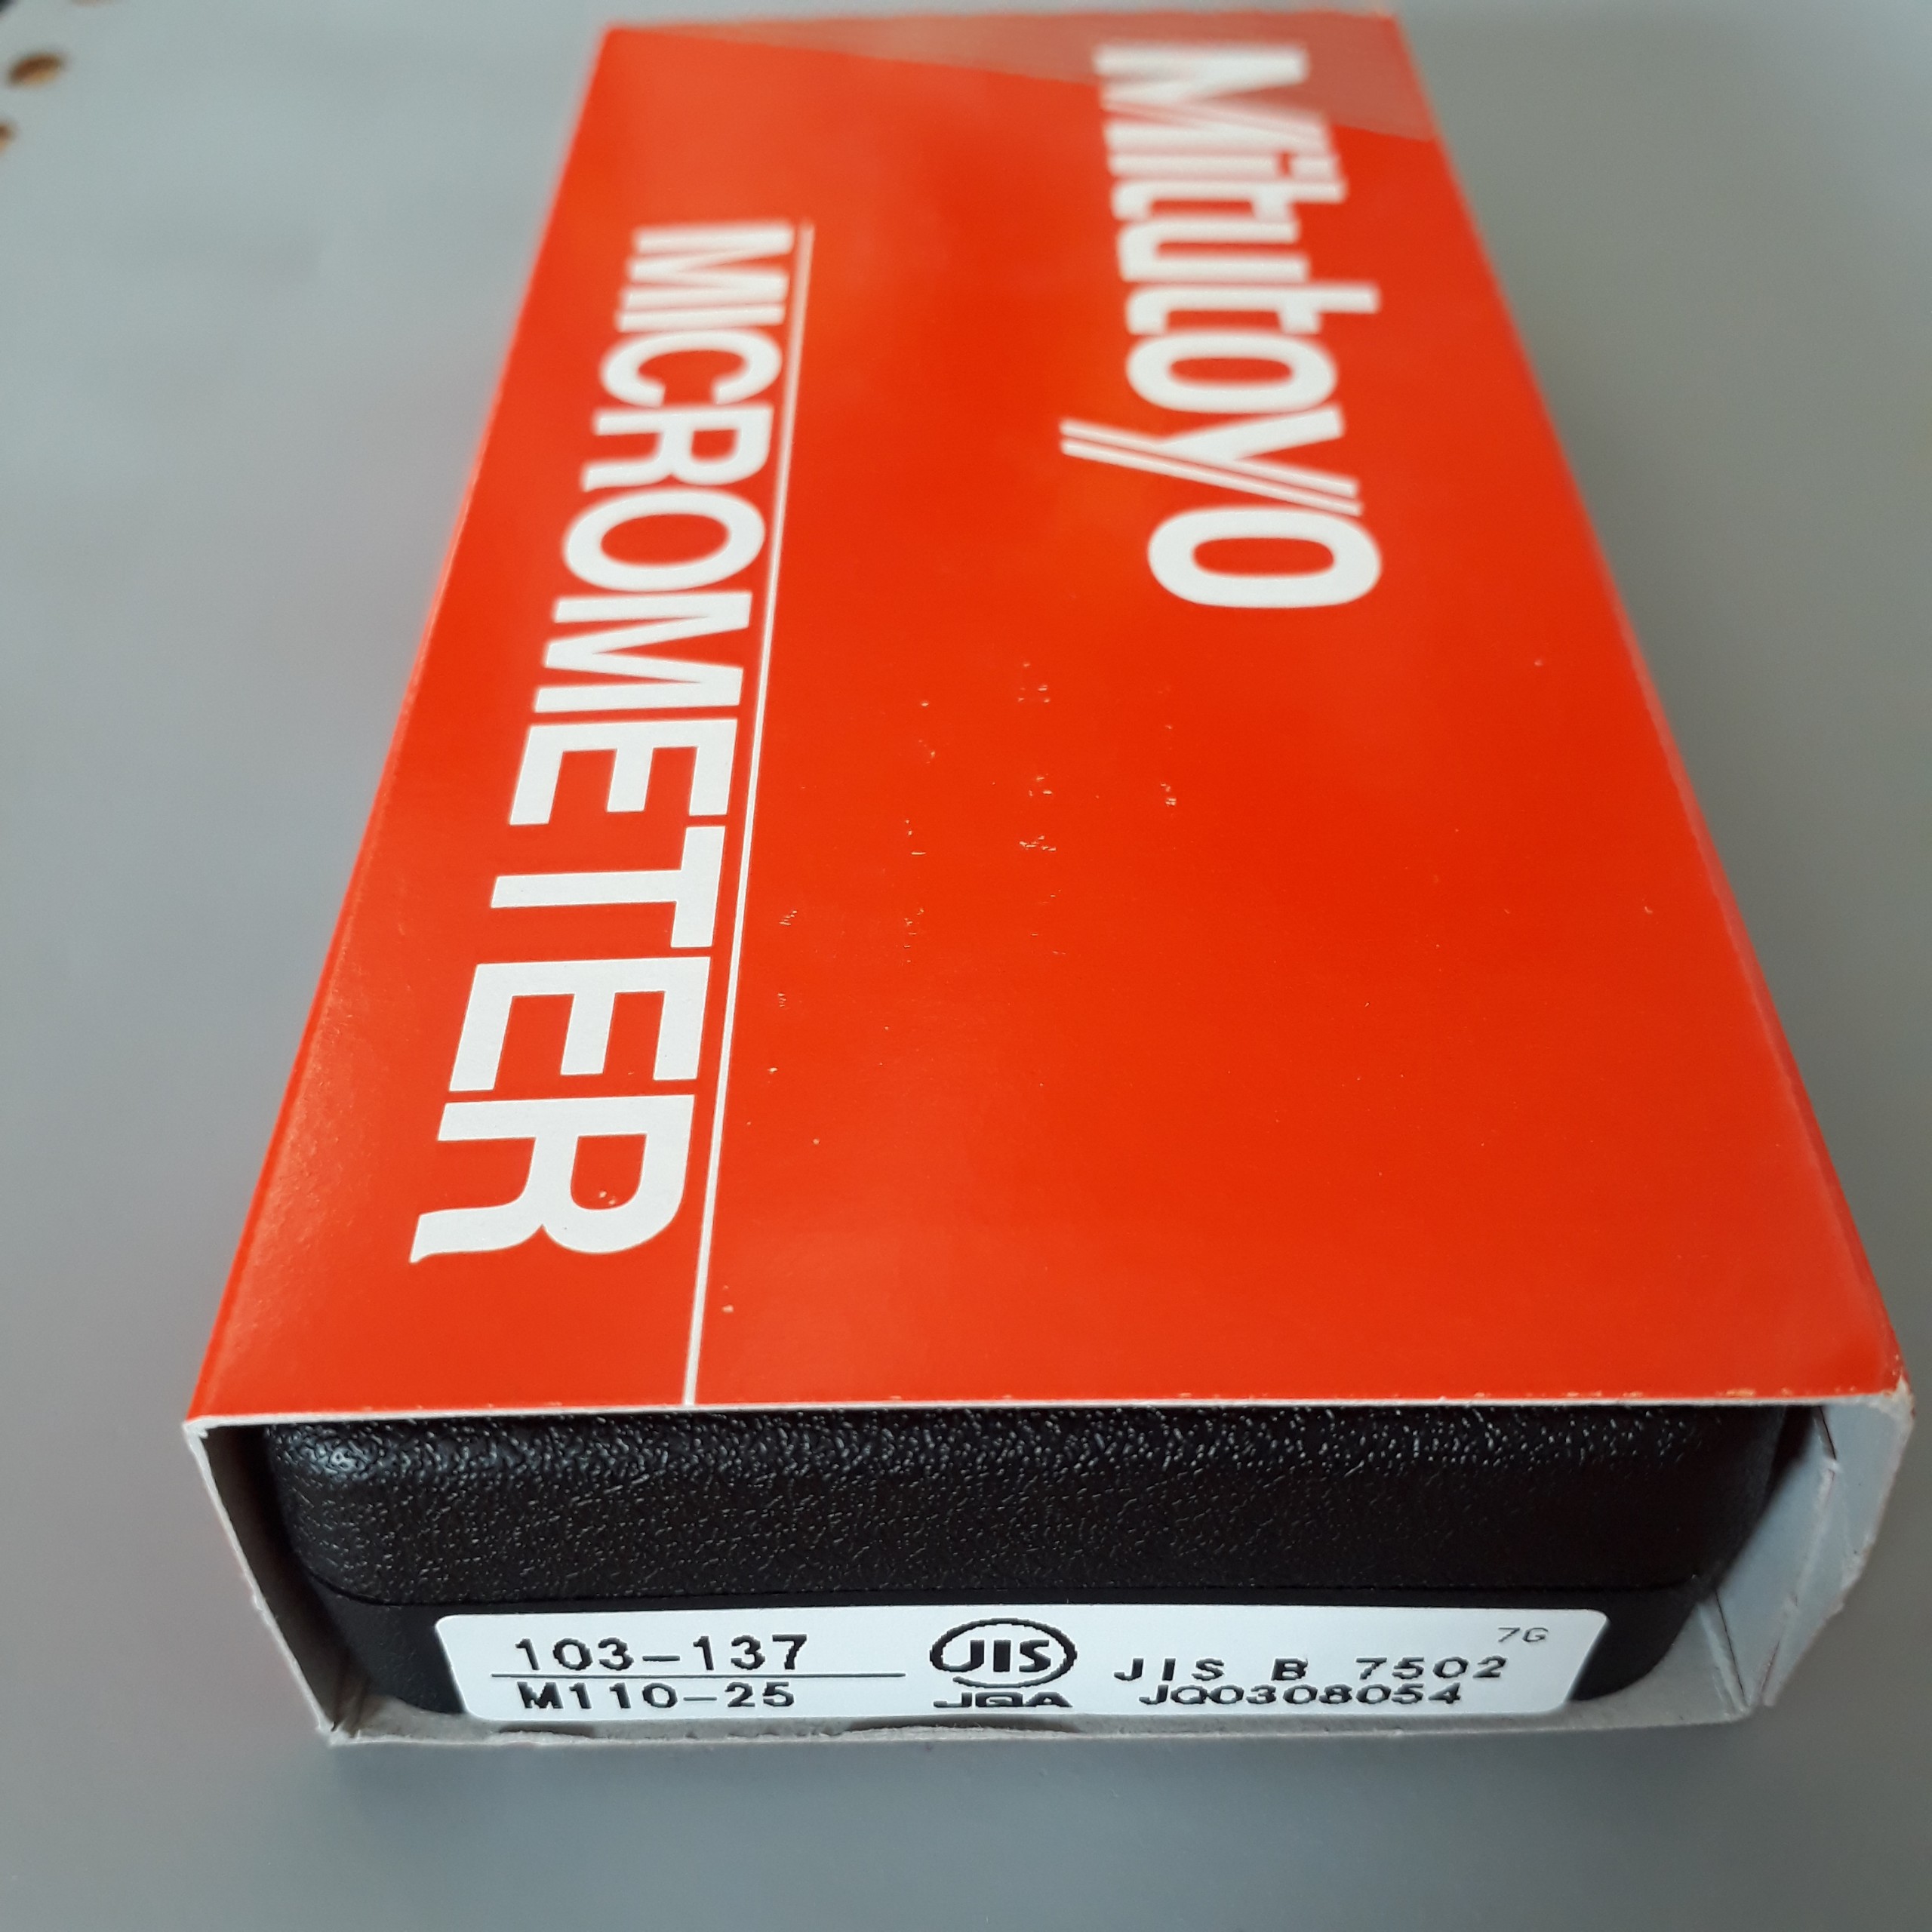 Mitutoyo
MICROMETER
103-137
M110-25
JIS
JQA
7G
JIS B 7502
JQ0308054